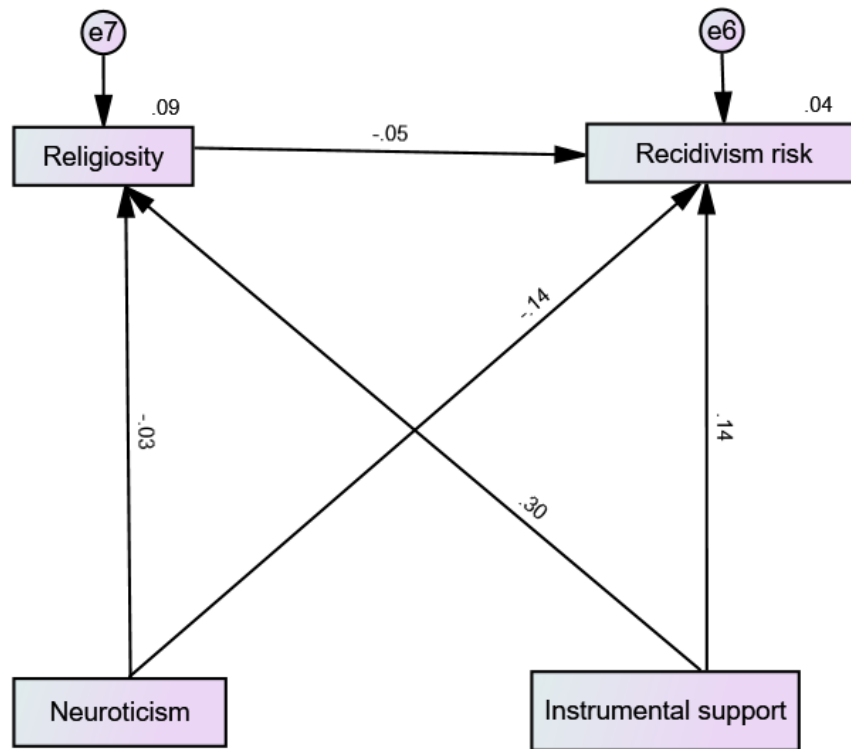 e7
e6
.09
.04
Religiosity
-.05
Recidivism risk
-.14
-.03
.14
.30
Neuroticism
Instrumental support